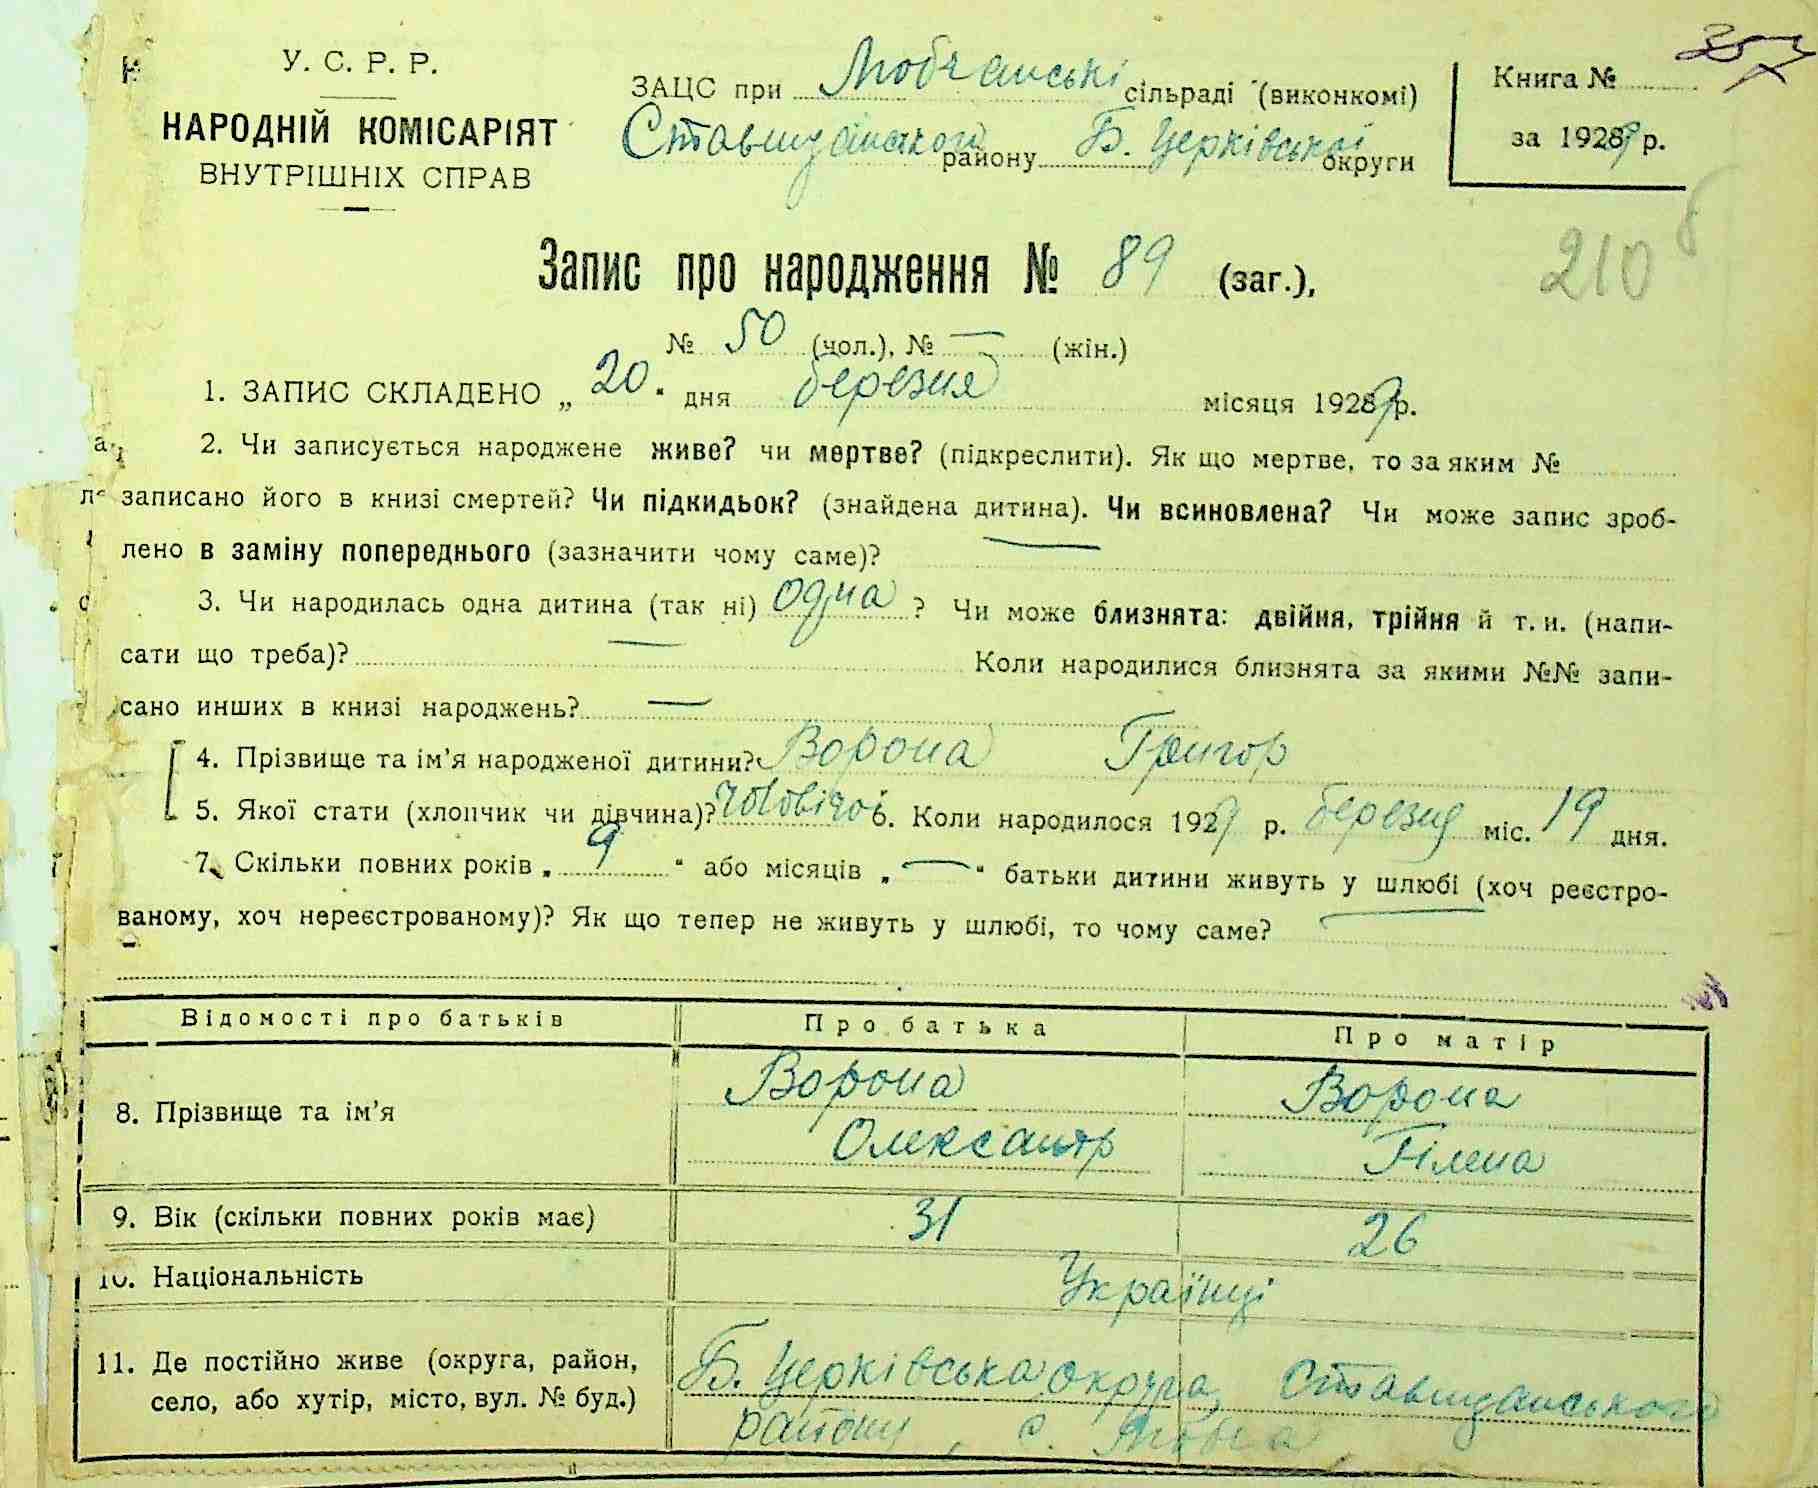 У. С. Р. Р.
НАРОДНІЙ КОМІСАРІЯТ
ВНУТРІШНІХ СПРАВ
ЗАЦС при Любчанські сільраді (виконкомі)
Ставищанського району Б. Церківської округи
Книга №
за 1929 р.
210
Запис про народження № 89 (заг.),
№ 50 (чол.), № — (жін.)
1. ЗАПИС СКЛАДЕНО „ 20 “ дня березня місяця 1929 р.
2. Чи записується народжене живе? чи мертве? (підкреслити). Як що мертве, то за яким №
записано його в книзі смертей? Чи підкидьок? (знайдена дитина). Чи всиновлена? Чи може запис зроб-
лено в заміну попереднього (зазначити чому саме)? —
3. Чи народилась одна дитина (так ні) одна ? Чи може близнята: двійня, трійня й т. и. (напи-
сати що треба)? — Коли народилися близнята за якими №№ запи-
сано инших в книзі народжень? —
4. Прізвище та ім’я народженої дитини? Ворона Григор
5. Якої стати (хлопчик чи дівчина)? 6. Коли народилося 1929 р. березня міс. 19 дня.
7. Скільки повних років „ 9 “ або місяців „ — “ батьки дитини живуть у шлюбі (хоч реєстро-
ваному, хоч нереєстрованому)? Як що тепер не живуть у шлюбі, то чому саме? —
Відомості про батьків Про батька Про матір
8. Прізвище та ім’я Ворона Ворона
Олександр Гілена
9. Вік (скільки повних років має) 31 26
10. Національність Українці
11. Де постійно живе (округа, район, Б. Церківська округа, Ставищанського
село, або хутір, місто, вул. № буд.) району, с. Любча